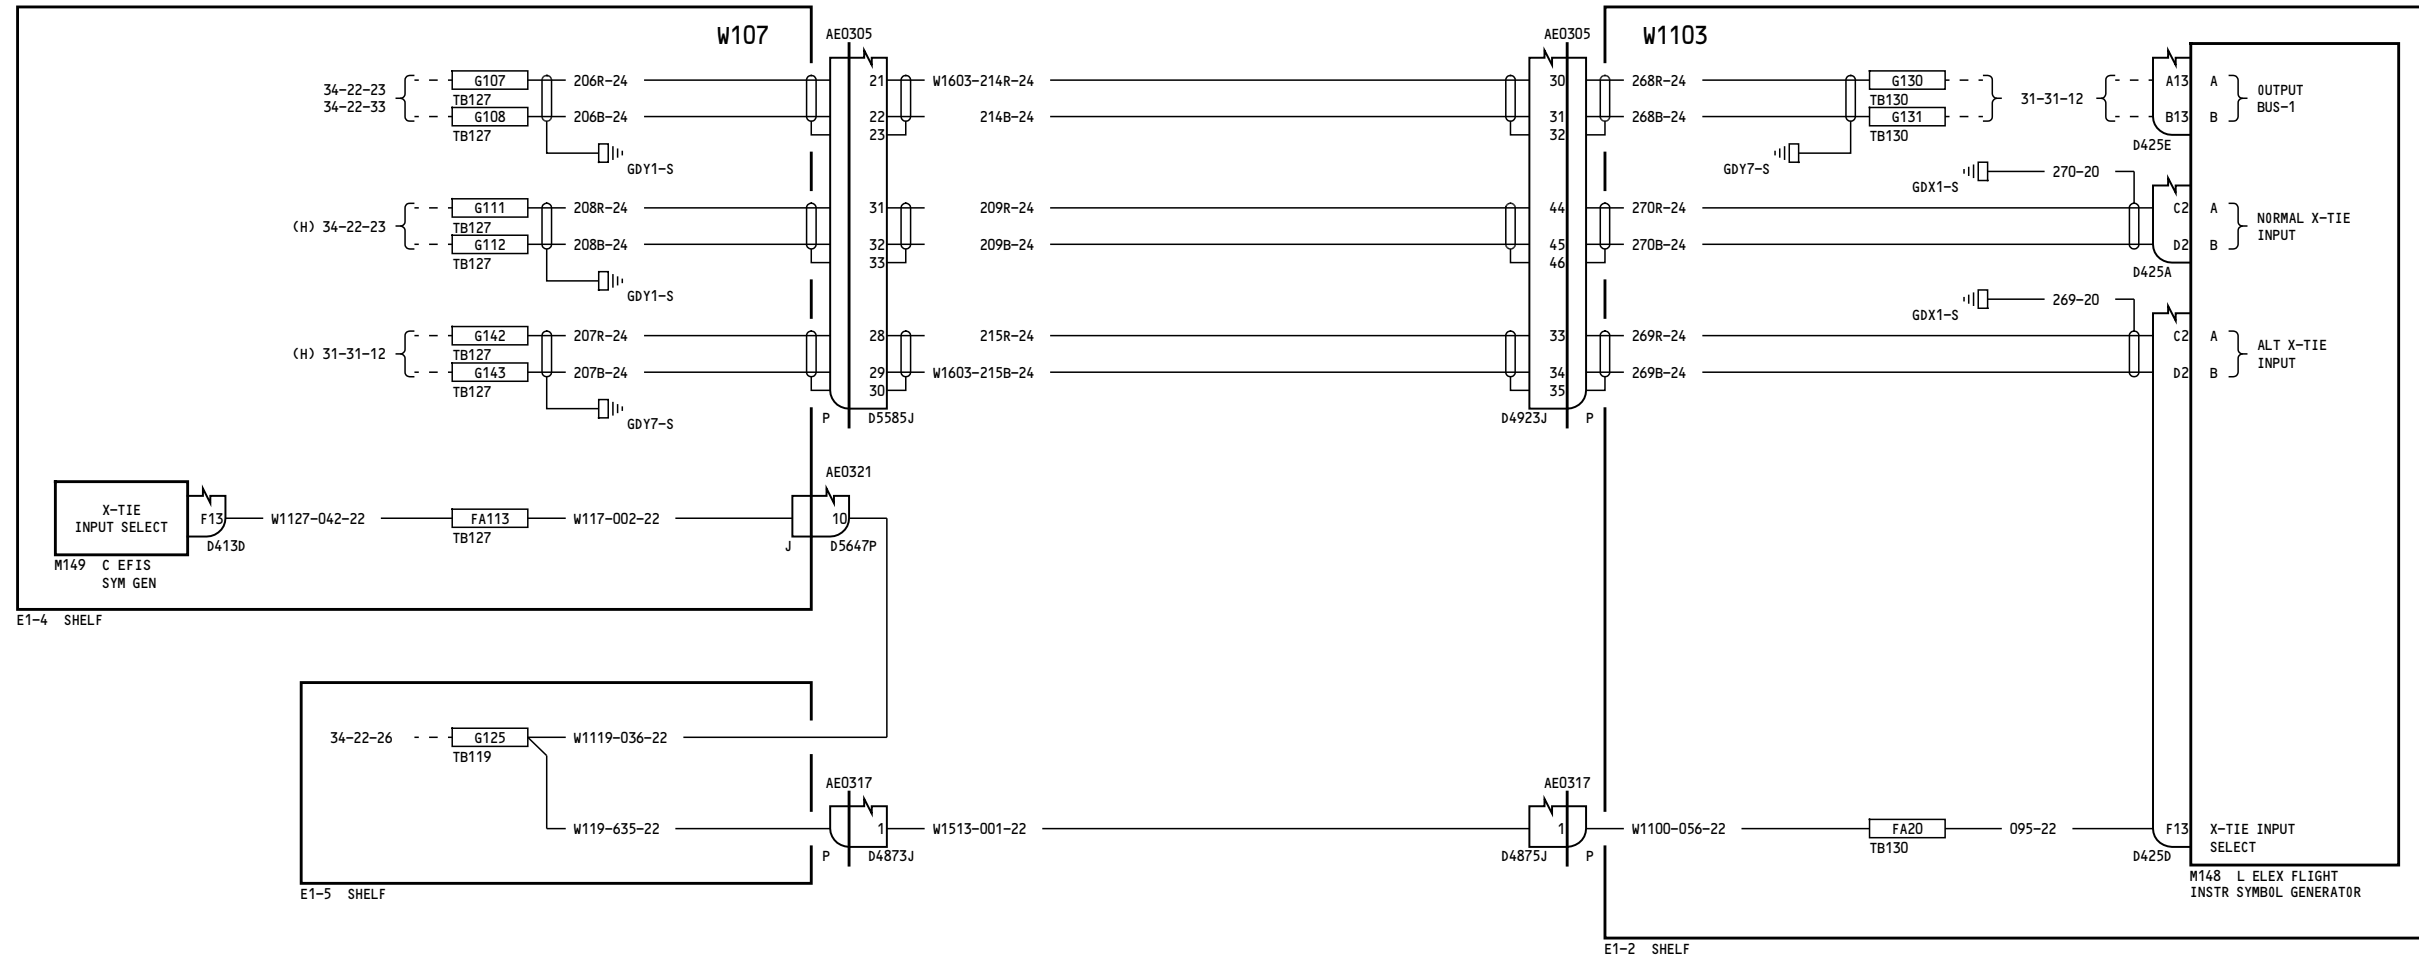 W107
AE0305
AE0305
W1103
34-22-23
34-22-33
G107
TB127
G108
TB127
206R-24
206B-24
GDY1-S
21
22
23
W1603-214R-24
214B-24
30
31
32
268R-24
268B-24
GDY7-S
G130
TB130
G131
TB130
31-31-12
A13
B13
D425E
A
B
OUTPUT
BUS-1
(H) 34-22-23
G111
TB127
G112
TB127
208R-24
208B-24
GDY1-S
31
32
33
209R-24
209B-24
44
45
46
270R-24
270B-24
GDX1-S
270-20
C2
D2
D425A
A
B
NORMAL X-TIE
INPUT
(H) 31-31-12
G142
TB127
G143
TB127
207R-24
207B-24
GDY7-S
28
29
30
P
D5585J
215R-24
W1603-215B-24
33
34
35
D4923J
P
269R-24
269B-24
GDX1-S
269-20
C2
D2
A
B
ALT X-TIE
INPUT
X-TIE
INPUT SELECT
F13
D413D
M149 C EFIS
SYM GEN
W1127-042-22
FA113
TB127
W117-002-22
AE0321
10
J
D5647P
E1-4 SHELF
34-22-26
G125
TB119
W1119-036-22
W119-635-22
AE0317
1
P
D4873J
W1513-001-22
AE0317
1
D4875J
P
W1100-056-22
FA20
TB130
095-22
F13
D425D
X-TIE INPUT
SELECT
M148 L ELEX FLIGHT
INSTR SYMBOL GENERATOR
E1-5 SHELF
E1-2 SHELF